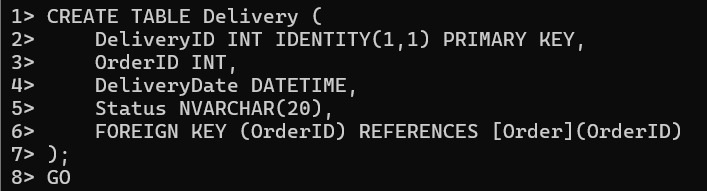 1> CREATE TABLE Delivery (
2>     DeliveryID INT IDENTITY(1,1) PRIMARY KEY,
3>     OrderID INT,
4>     DeliveryDate DATETIME,
5>     Status NVARCHAR(20),
6>     FOREIGN KEY (OrderID) REFERENCES [Order](OrderID)
7> );
8> GO